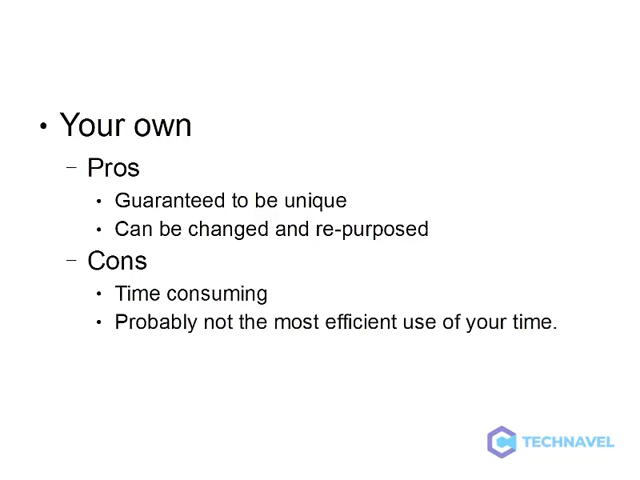 • Your own
– Pros
• Guaranteed to be unique
• Can be changed and re-purposed
– Cons
• Time consuming
• Probably not the most efficient use of your time.
TECHNAVEL